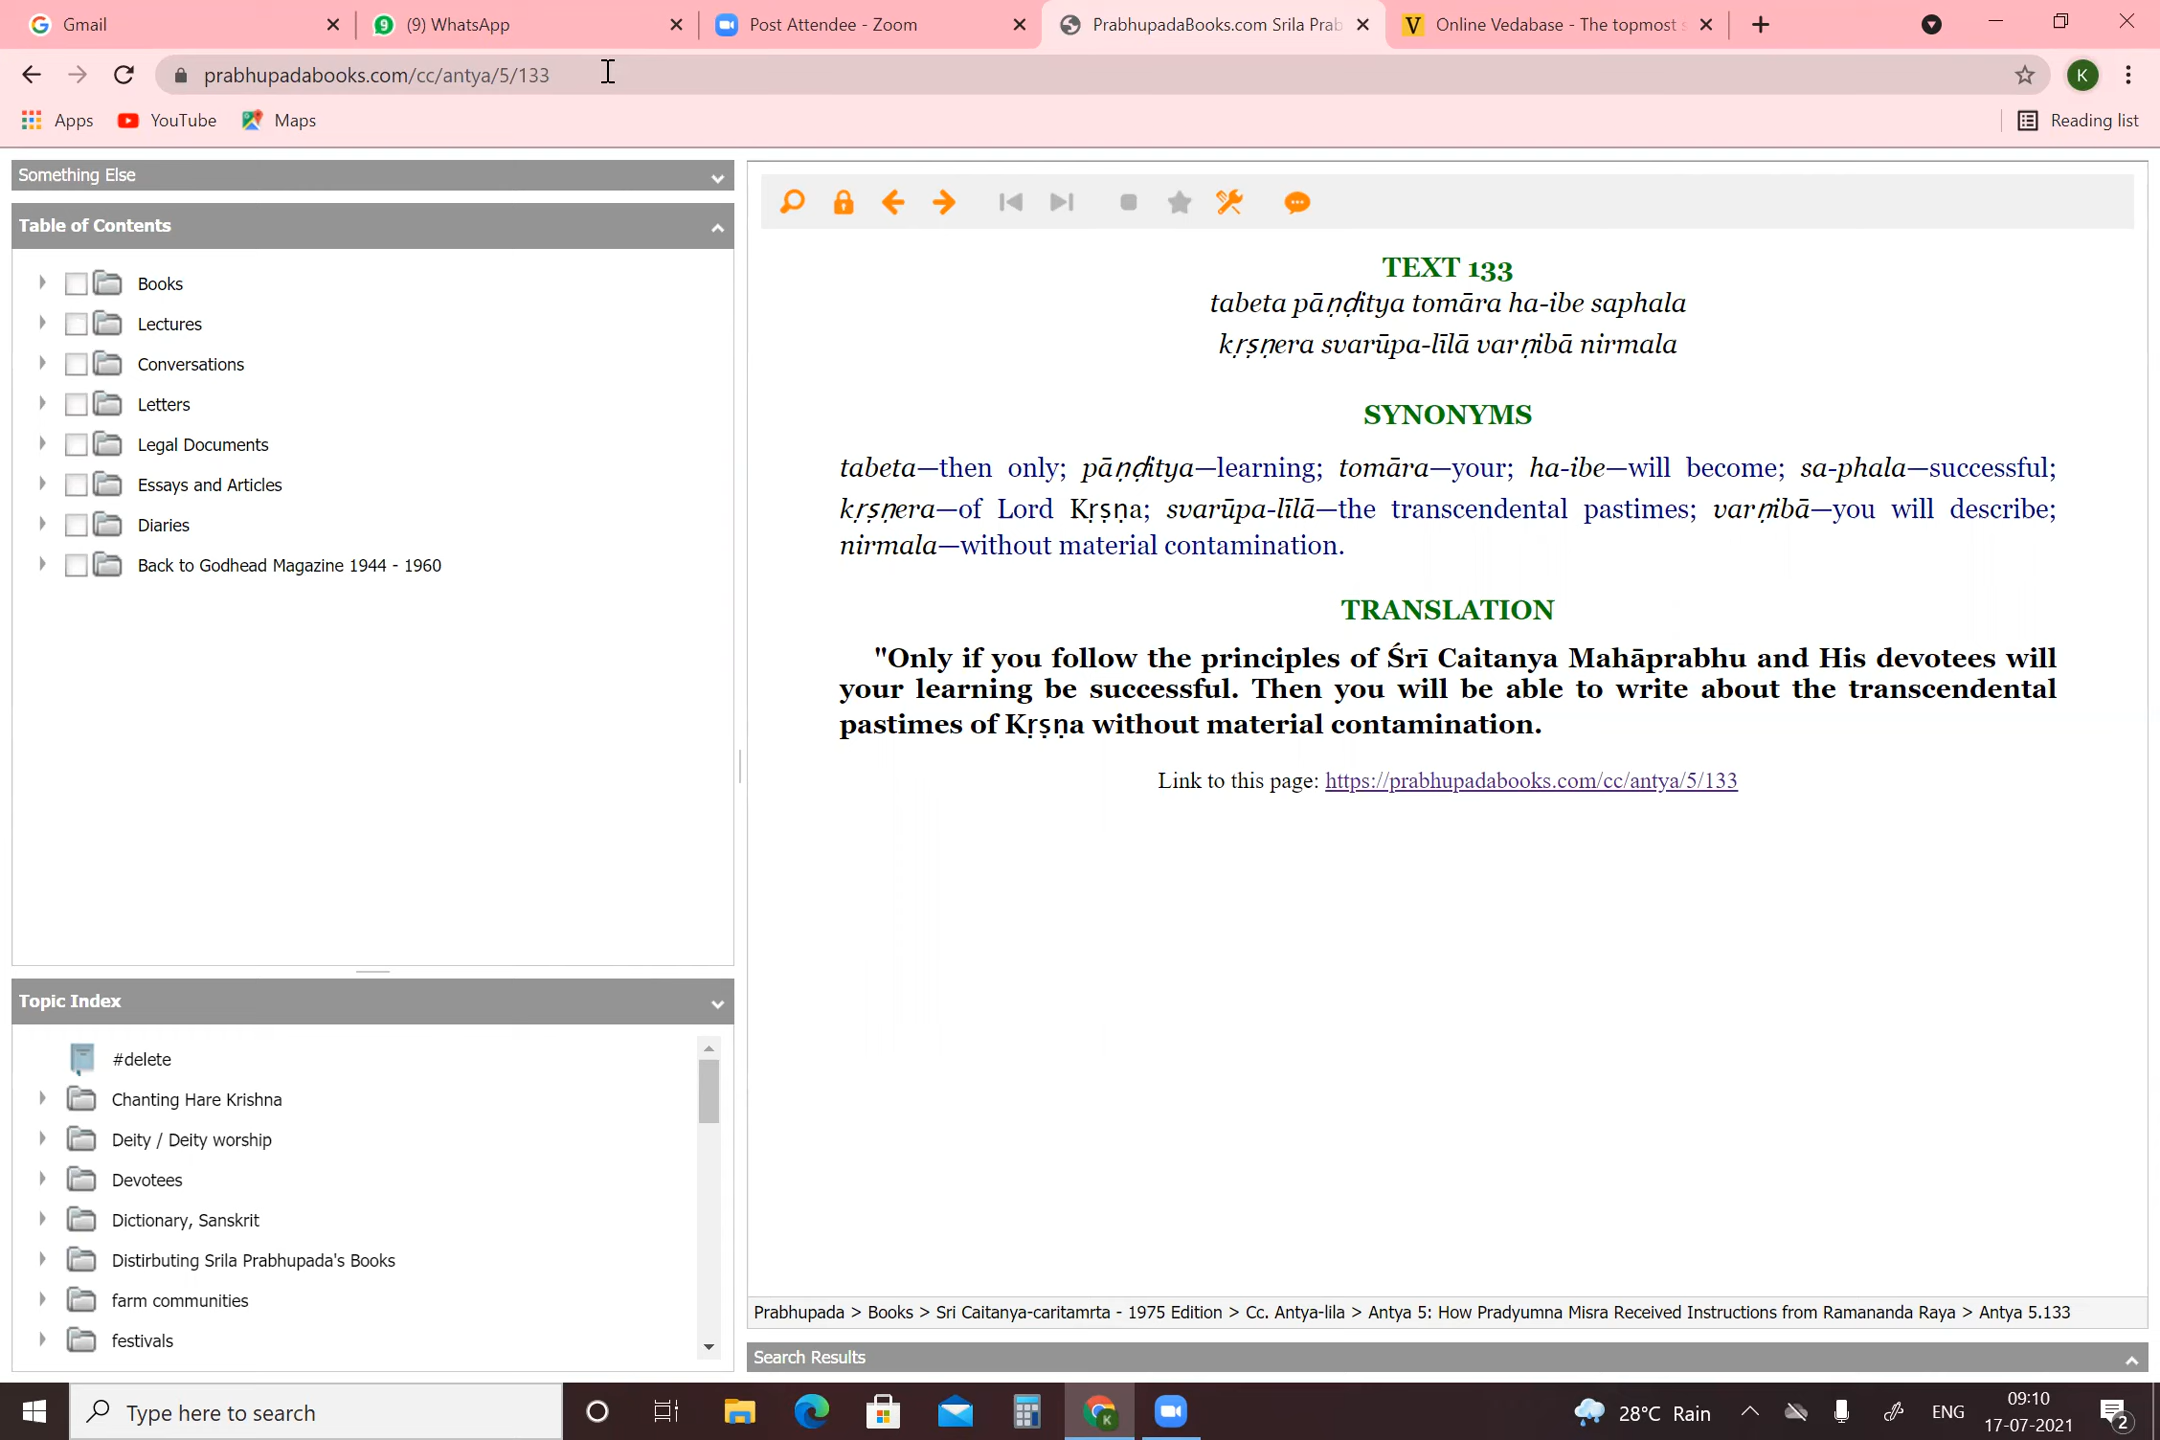 Gmail
(9) WhatsApp
Post Attendee - Zoom
PrabhupadaBooks.com Srila Prab
Online Vedabase - The topmost s
prabhupadabooks.com/cc/antya/5/133
K
Apps
YouTube
Maps
Reading list
Something Else
Table of Contents
Books
Lectures
Conversations
Letters
Legal Documents
Essays and Articles
Diaries
Back to Godhead Magazine 1944 - 1960
Topic Index
#delete
Chanting Hare Krishna
Deity / Deity worship
Devotees
Dictionary, Sanskrit
Distirbuting Srila Prabhupada's Books
farm communities
festivals
TEXT 133
tabeta pāṇḍitya tomāra ha-ibe saphala
kṛṣṇera svarūpa-līlā varṇibā nirmala
SYNONYMS
tabeta—then only; pāṇḍitya—learning; tomāra—your; ha-ibe—will become; sa-phala—successful;
kṛṣṇera—of Lord Kṛṣṇa; svarūpa-līlā—the transcendental pastimes; varṇibā—you will describe;
nirmala—without material contamination.
TRANSLATION
"Only if you follow the principles of Śrī Caitanya Mahāprabhu and His devotees will
your learning be successful. Then you will be able to write about the transcendental
pastimes of Kṛṣṇa without material contamination.
Link to this page: https://prabhupadabooks.com/cc/antya/5/133
Prabhupada > Books > Sri Caitanya-caritamrta - 1975 Edition > Cc. Antya-lila > Antya 5: How Pradyumna Misra Received Instructions from Ramananda Raya > Antya 5.133
Search Results
Type here to search
28°C Rain
ENG
09:10
17-07-2021
2